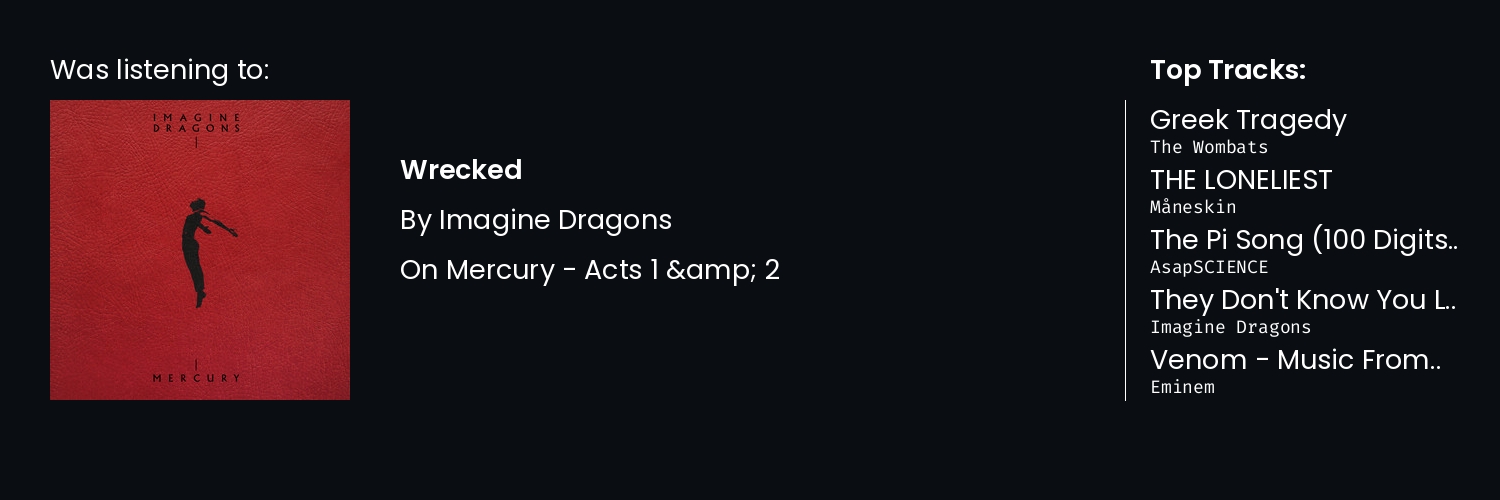 Was listening to:
IMAGINE
DRAGONS
MERCURY
Wrecked
By Imagine Dragons
On Mercury - Acts 1 &amp; 2
Top Tracks:
Greek Tragedy
The Wombats
THE LONELIEST
Måneskin
The Pi Song (100 Digits..
AsapSCIENCE
They Don't Know You L..
Imagine Dragons
Venom - Music From..
Eminem